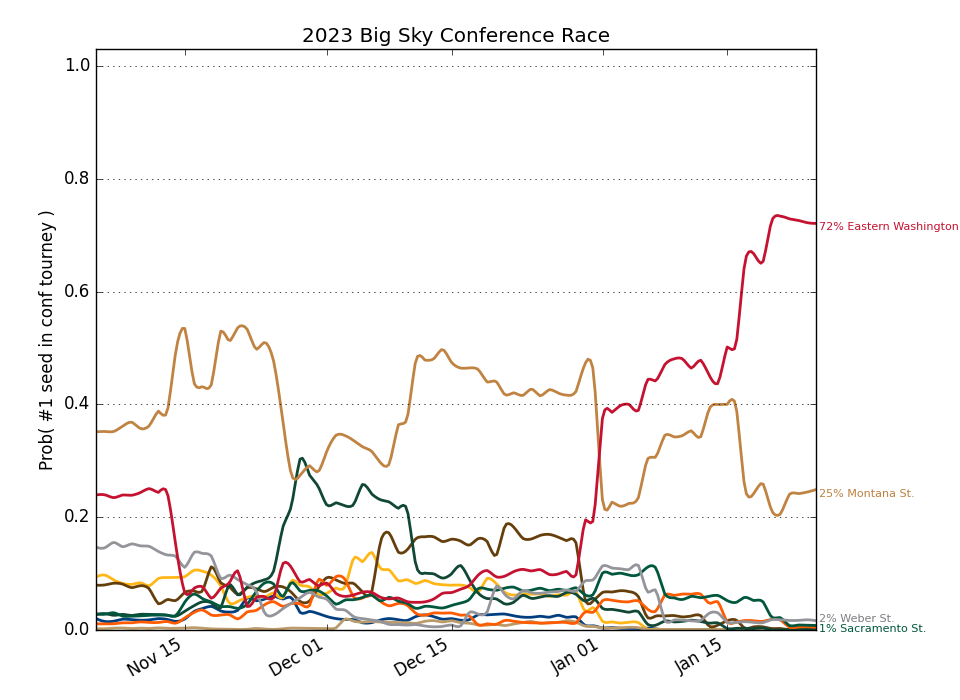 2023 Big Sky Conference Race
Prob( #1 seed in conf tourney )
1.0
0.8
0.6
0.4
0.2
0.0
Nov 15
Dec 01
Dec 15
Jan 01
Jan 15
72% Eastern Washington
25% Montana St.
2% Weber St.
1% Sacramento St.